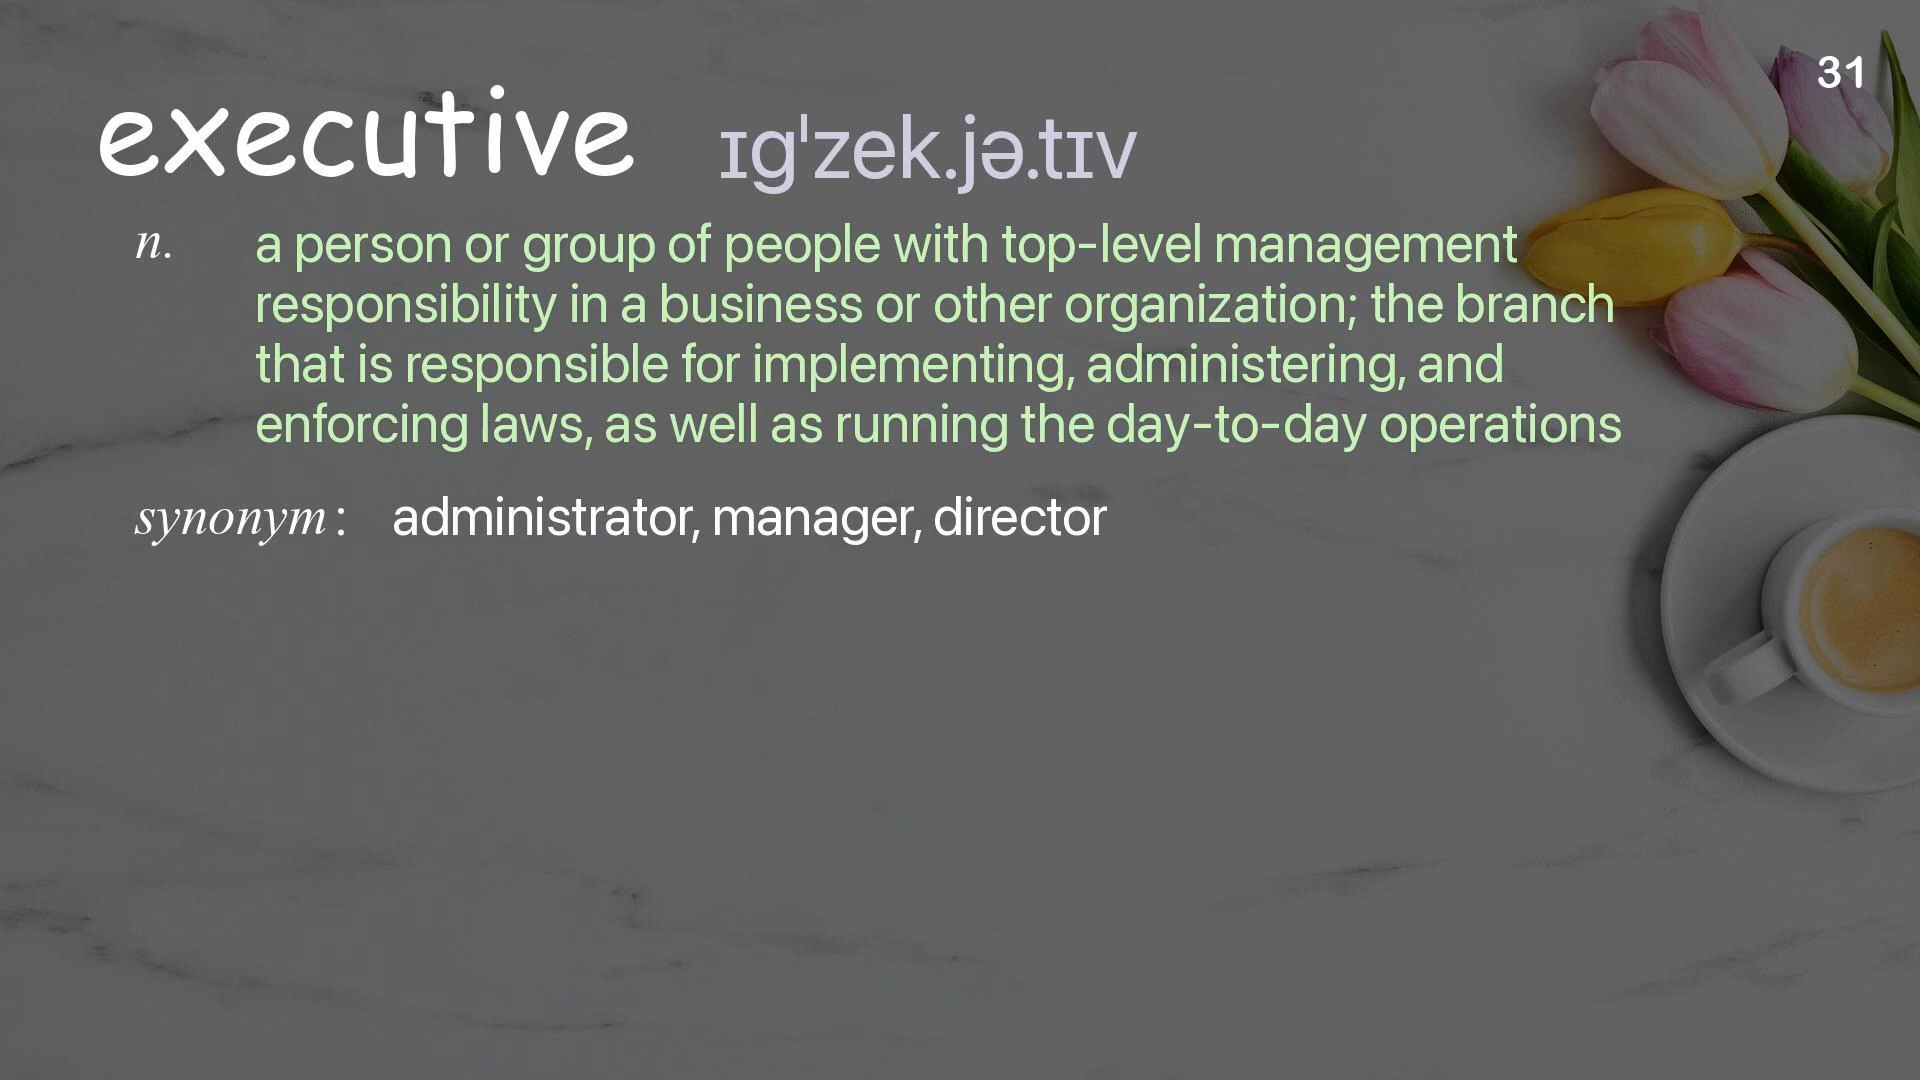 31
executive ɪɡˈzek.jə.tɪv
n. a person or group of people with top-level management
responsibility in a business or other organization; the branch
that is responsible for implementing, administering, and
enforcing laws, as well as running the day-to-day operations
synonym: administrator, manager, director